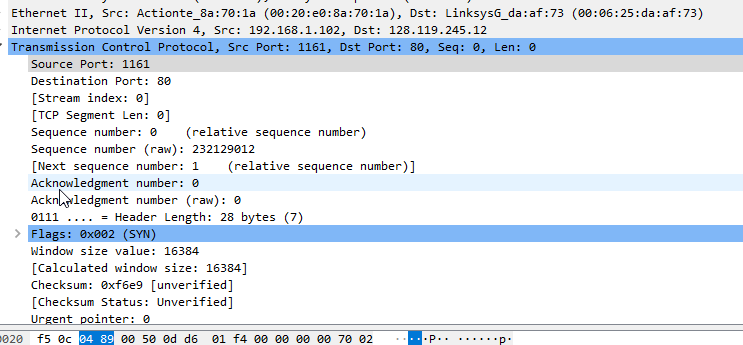 Ethernet II, Src: Actionte_8a:70:1a (00:20:e0:8a:70:1a), Dst: LinksysG_da:af:73 (00:06:25:da:af:73)
Internet Protocol Version 4, Src: 192.168.1.102, Dst: 128.119.245.12
Transmission Control Protocol, Src Port: 1161, Dst Port: 80, Seq: 0, Len: 0
Source Port: 1161
Destination Port: 80
[Stream index: 0]
[TCP Segment Len: 0]
Sequence number: 0 (relative sequence number)
Sequence number (raw): 232129012
[Next sequence number: 1 (relative sequence number)]
Acknowledgment number: 0
Acknowledgment number (raw): 0
0111 .... = Header Length: 28 bytes (7)
Flags: 0x002 (SYN)
Window size value: 16384
[Calculated window size: 16384]
Checksum: 0xf6e9 [unverified]
[Checksum Status: Unverified]
Urgent pointer: 0
0020 f5 0c 04 89 00 50 0d d6 01 f4 00 00 00 00 70 02 ·····P·· ······p·